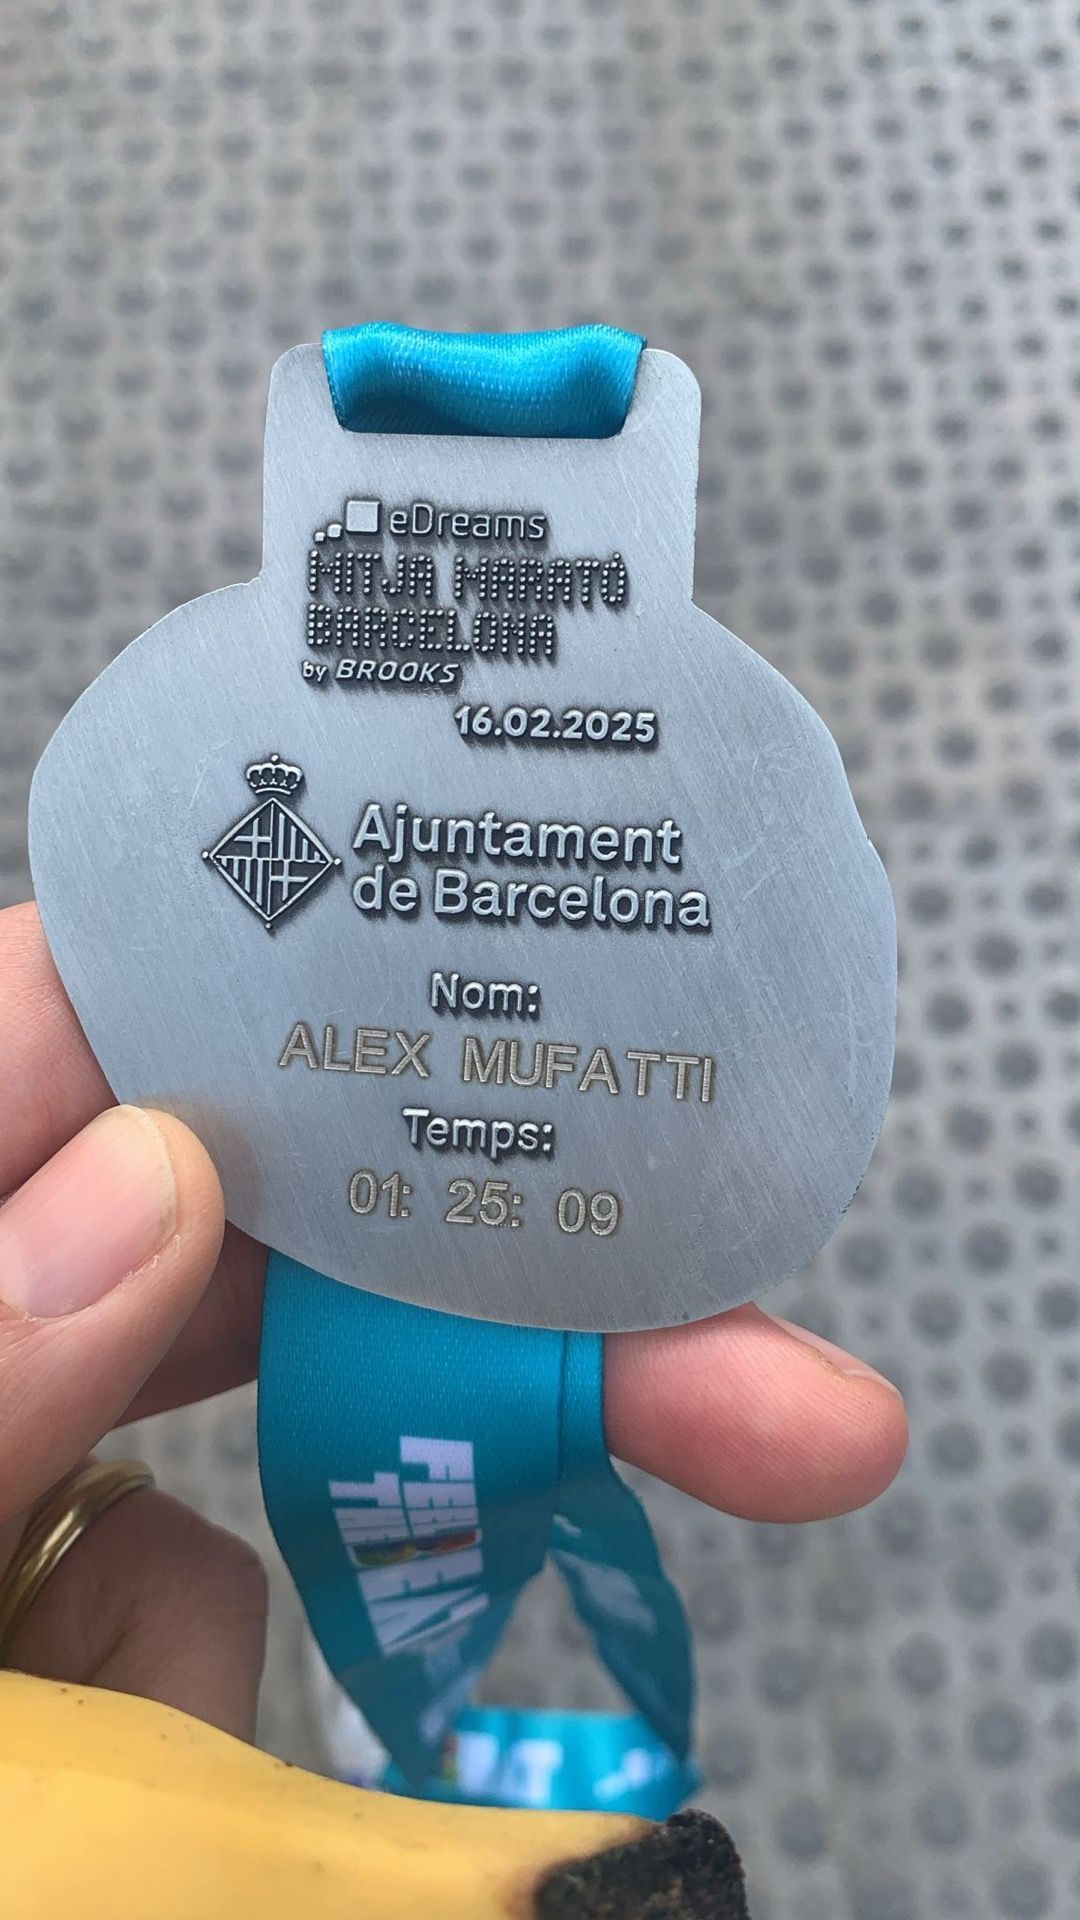 eDreams
MITJA MARATÓ
BARCELONA
by BROOKS
16.02.2025
Ajuntament
de Barcelona
Nom:
ALEX MUFATTI
Temps:
01: 25: 09
FEEL